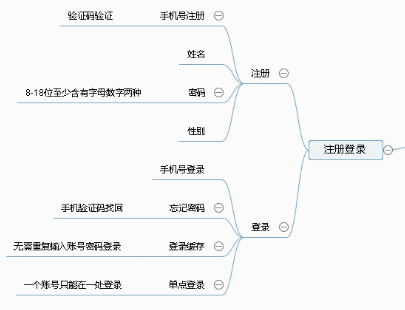 验证码验证 手机号注册
姓名
注册
8-18位至少含有字母数字两种 密码
性别
注册登录
手机号登录
手机验证码找回 忘记密码
登录
无需重复输入账号密码登录 登录缓存
一个账号只能在一处登录 单点登录